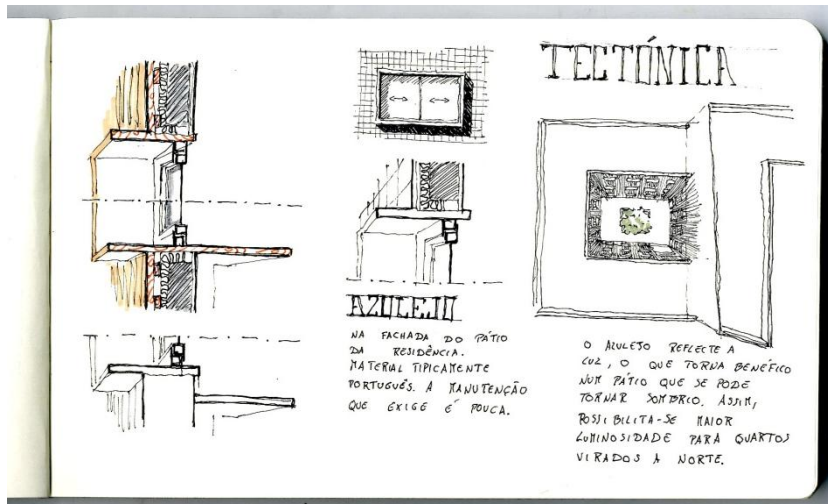 TECTÓNICA
AZULEJO
NA FACHADA DO PÁTIO
DA RESIDÊNCIA.
MATERIAL TIPICAMENTE
PORTUGUÊS. A MANUTENÇÃO
QUE EXIGE É POUCA.
O AZULEJO REFLECTE A
LUZ, O QUE TORNA BENÉFICO
NUM PÁTIO QUE SE PODE
TORNAR SOMBRIO. ASSIM,
POSSIBILITA-SE MAIOR
LUMINOSIDADE PARA QUARTOS
VIRADOS A NORTE.